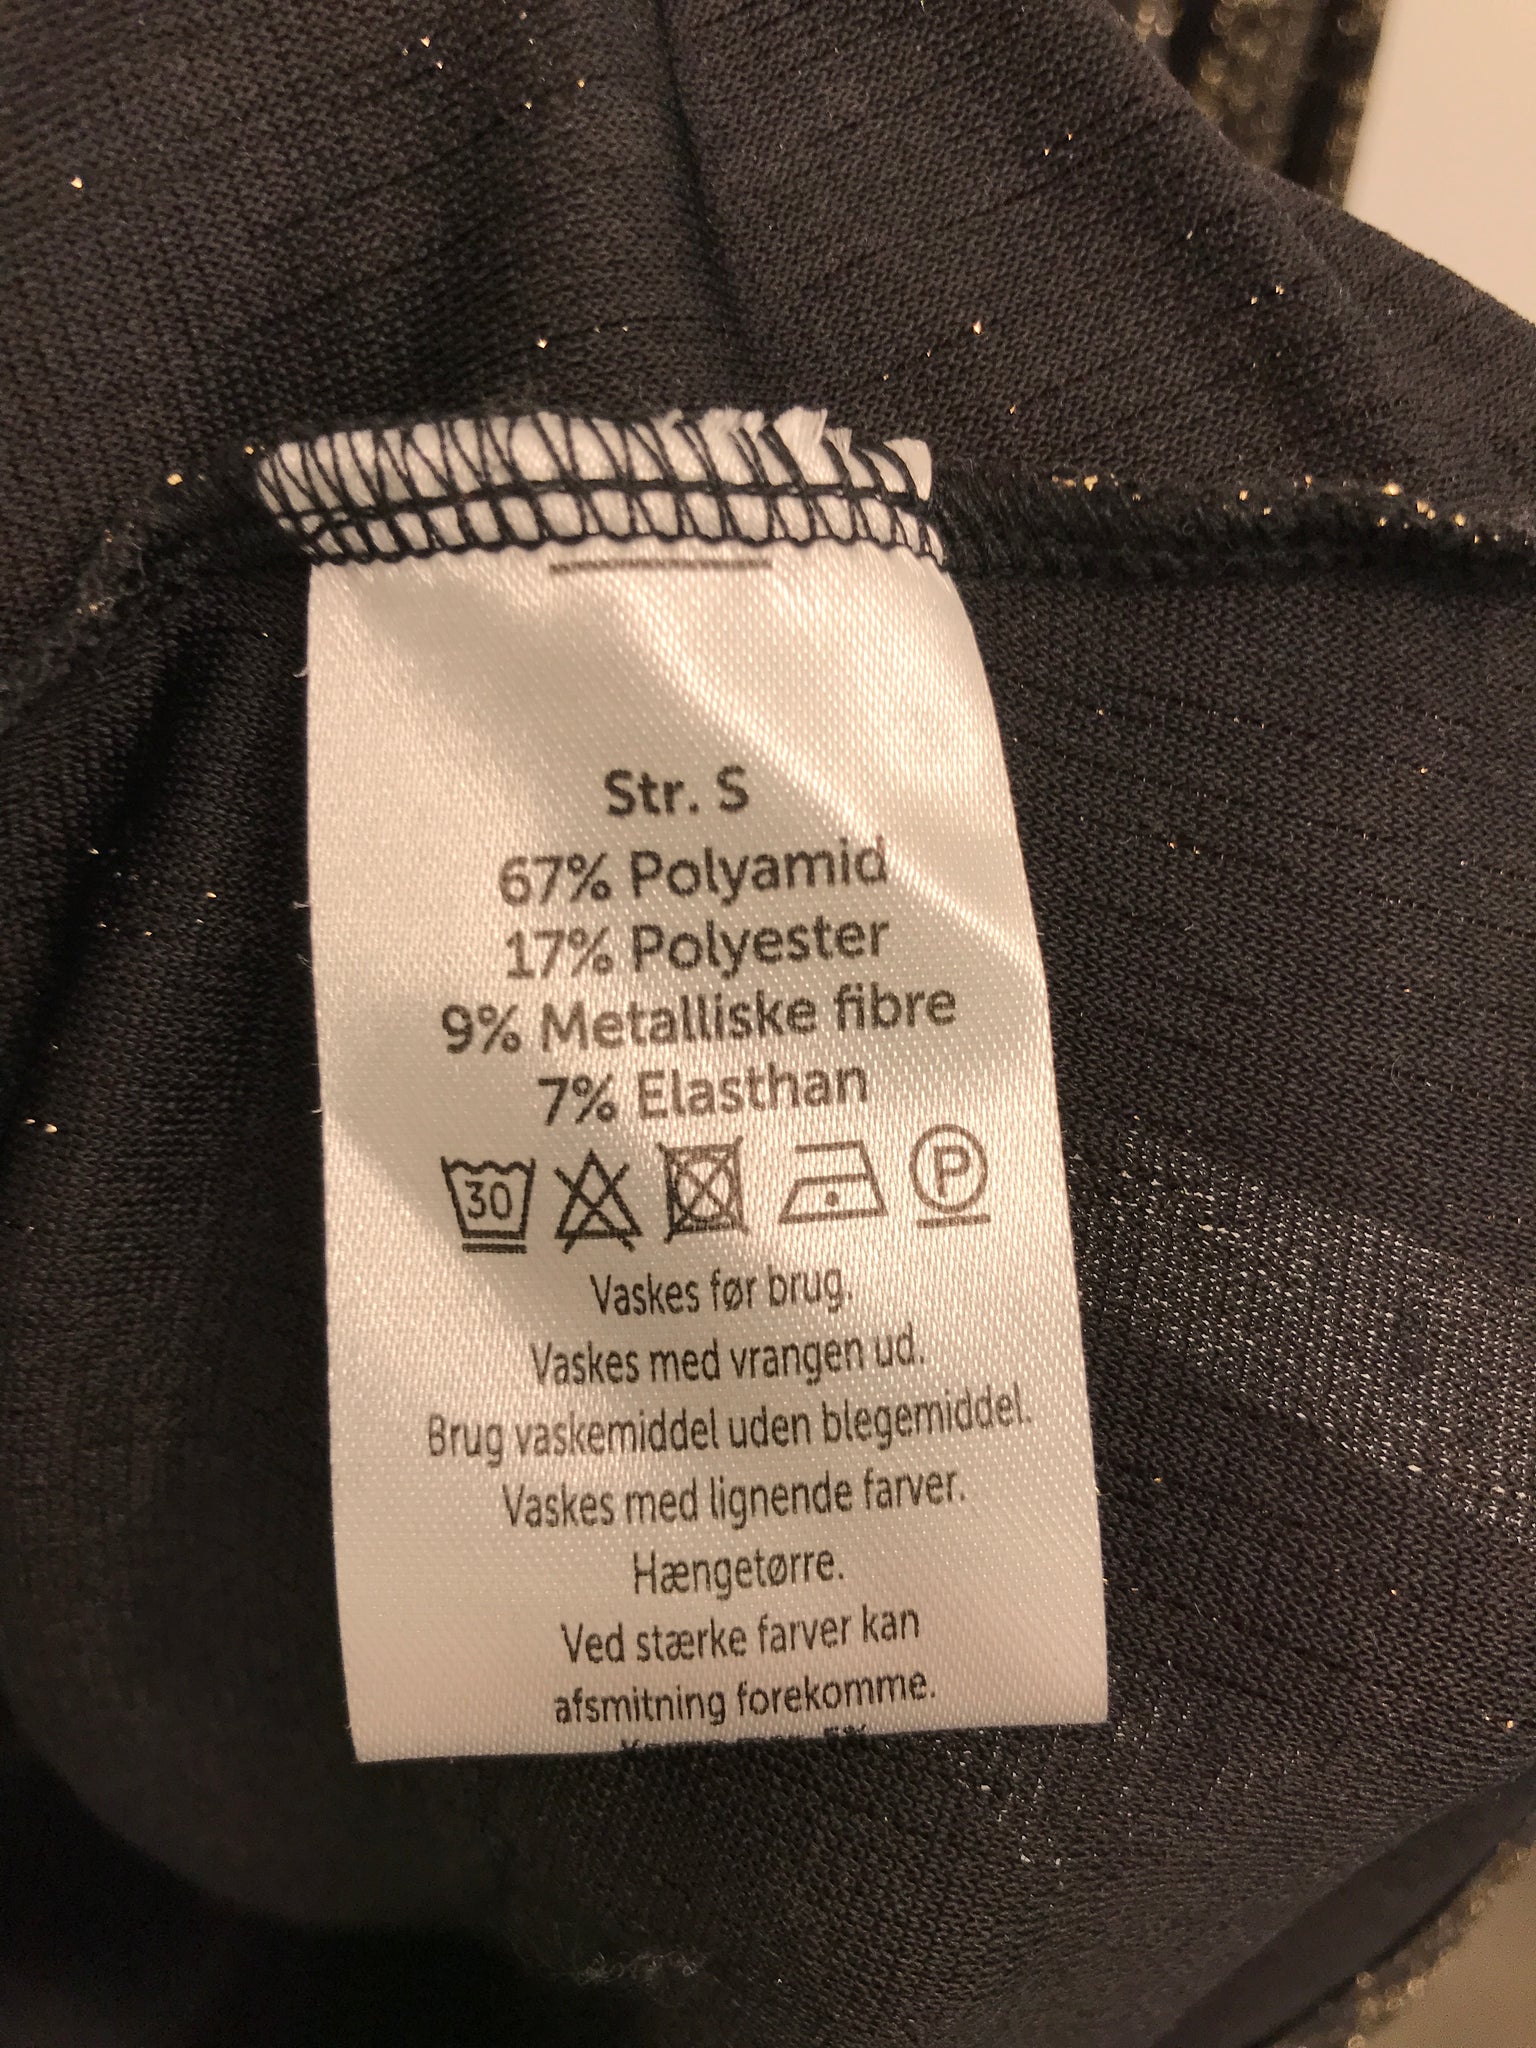 Str. S
67% Polyamid
17% Polyester
9% Metalliske fibre
7% Elasthan
30 P
Vaskes før brug.
Vaskes med vrangen ud.
Brug vaskemiddel uden blegemiddel.
Vaskes med lignende farver.
Hængetørre.
Ved stærke farver kan
afsmitning forekomme.
5%